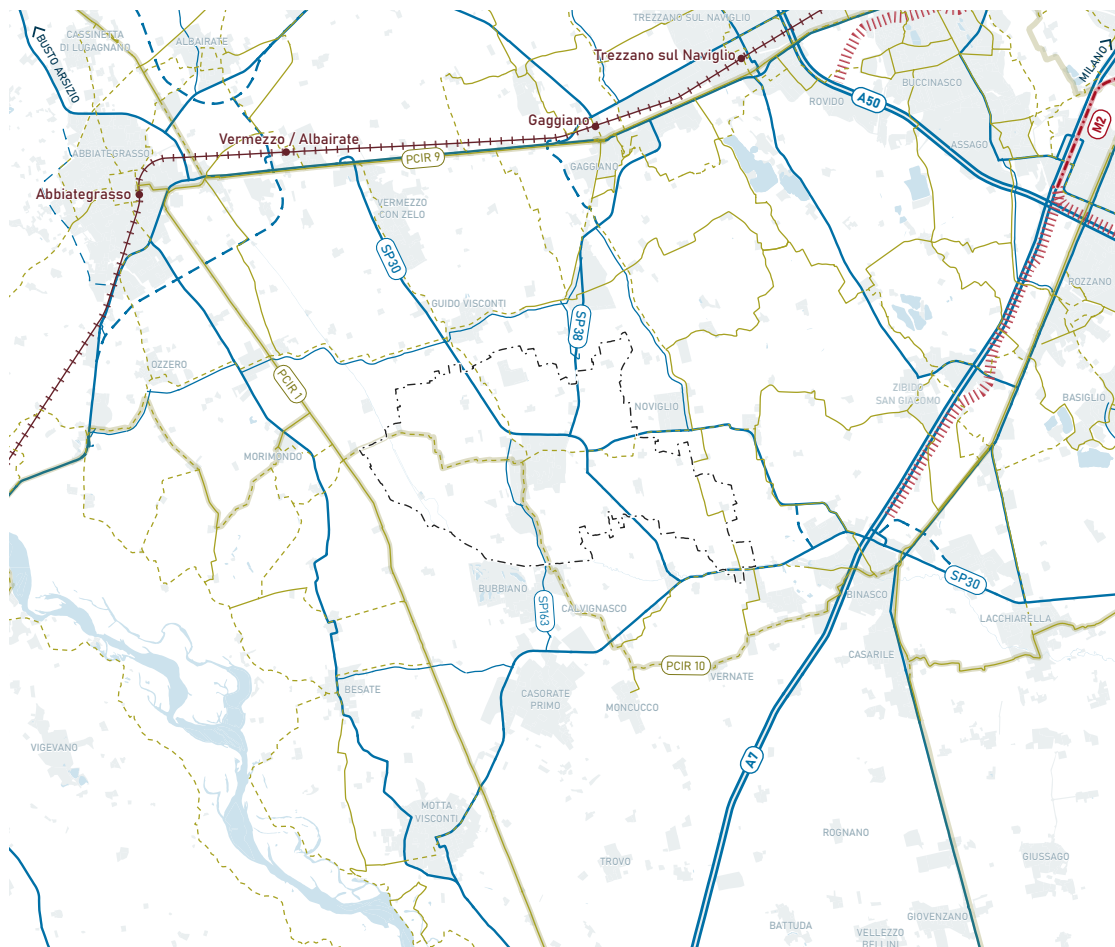 TREZZANO SUL NAVIGLIO
CASSINETTA
DI LUGAGNANO
ALBAIRATE
BUSTO ARSIZIO
MILANO
Trezzano sul Naviglio
BUCCINASCO
A50
ROVIDO
M2
Gaggiano
Vermezzo / Albairate
ABBIATEGRASSO
PCIR 9
GAGGIANO
ASSAGO
Abbiategrasso
VERMEZZO
CON ZELO
SP30
ROZZANO
GUIDO VISCONTI
SP38
OZZERO
PCIR 1
ZIBIDO
SAN GIACOMO
BASIGLIO
NOVIGLIO
MORIMONDO
BUBBIANO
SP163
CALVIGNASCO
BINASCO
SP30
LACCHIARELLA
CASARILE
PCIR 10
VERNATE
BESATE
CASORATE
PRIMO
MONCUCCO
VIGEVANO
A7
MOTTA
VISCONTI
ROGNANO
TROVO
GIUSSAGO
GIOVENZANO
BATTUDA
VELLEZZO
BELLINI